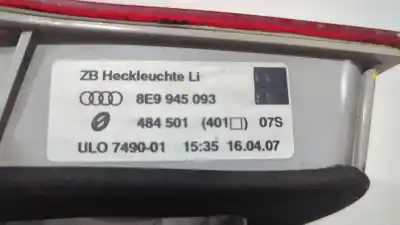 ZB Heckleuchte Li
8E9 945 093
484 501 (401□) 07S
ULO 7490-01 15:35 16.04.07